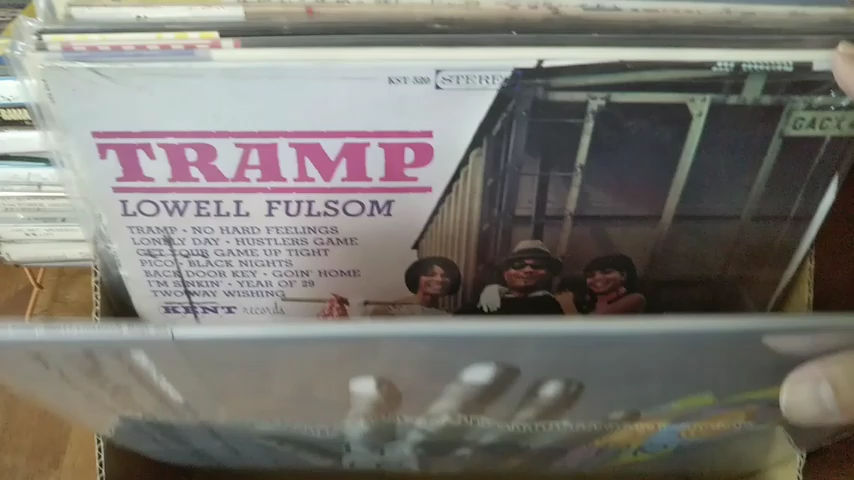 KST-520 STEREO
TRAMP
LOWELL FULSOM
TRAMP • NO HARD FEELINGS
LONELY DAY • HUSTLERS GAME
GET YOUR GAME UP TIGHT
PICO • BLACK NIGHTS
BACK DOOR KEY • GOIN' HOME
I'M SINKIN' • YEAR OF 29
TWO WAY WISHING
KENT records